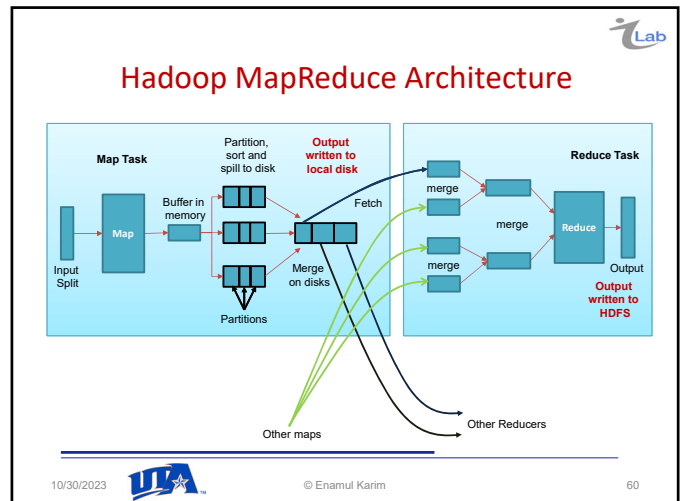 iLab
Hadoop MapReduce Architecture
Map Task
Partition,
sort and
spill to disk
Output
written to
local disk
Reduce Task
Buffer in
memory
Map
Input
Split
Partitions
Merge
on disks
Fetch
merge
merge
merge
Reduce
Output
Output
written to
HDFS
Other maps
Other Reducers
10/30/2023
UTA
© Enamul Karim
60